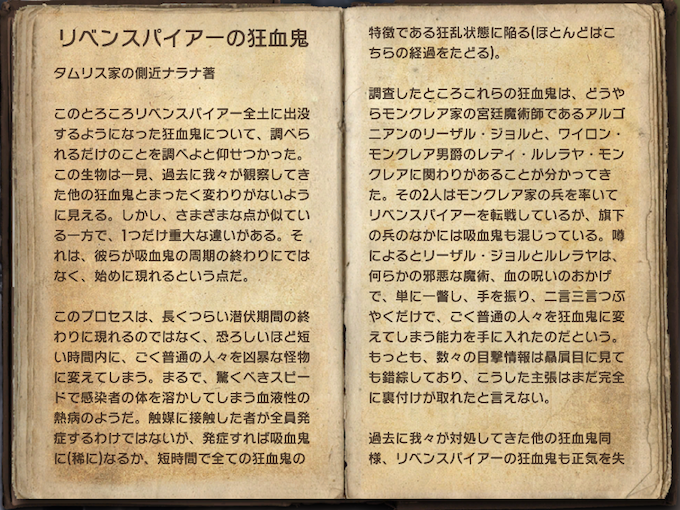 リベンスパイアーの狂血鬼
タムリス家の側近ナラナ著
このとろころリベンスパイアー全土に出没
するようになった狂血鬼について、調べら
れるだけのことを調べよと仰せつかった。
この生物は一見、過去に我々が観察してき
た他の狂血鬼とまったく変わりがないよう
に見える。しかし、さまざまな点が似てい
る一方で、1つだけ重大な違いがある。そ
れは、彼らが吸血鬼の周期の終わりにでは
なく、始めに現れるという点だ。
このプロセスは、長くつらい潜伏期間の終
わりに現れるのではなく、恐ろしいほど短
い時間内に、ごく普通の人々を凶暴な怪物
に変えてしまう。まるで、驚くべきスピー
ドで感染者の体を溶かしてしまう血液性の
熱病のようだ。触媒に接触した者が全員発
症するわけではないが、発症すれば吸血鬼
に(稀に)なるか、短時間で全ての狂血鬼の
特徴である狂乱状態に陥る(ほとんどはこ
ちらの経過をたどる)。
調査したところこれらの狂血鬼は、どうや
らモンクレア家の宮廷魔術師であるアルゴ
ニアンのリーザル・ジョルと、ワイロン・
モンクレア男爵のレディ・ルレラヤ・モン
クレアに関わりがあることが分かってき
た。その2人はモンクレア家の兵を率いて
リベンスパイアーを転戦しているが、旗下
の兵のなかには吸血鬼も混じっている。噂
によるとリーザル・ジョルとルレラヤは、
何らかの邪悪な魔術、血の呪いのおかげ
で、単に一瞥し、手を振り、二言三言つぶ
やくだけで、ごく普通の人々を狂血鬼に変
えてしまう能力を手に入れたのだという。
もっとも、数々の目撃情報は贔屓目に見て
も錯綜しており、こうした主張はまだ完全
に裏付けが取れたと言えない。
過去に我々が対処してきた他の狂血鬼同
様、リベンスパイアーの狂血鬼も正気を失